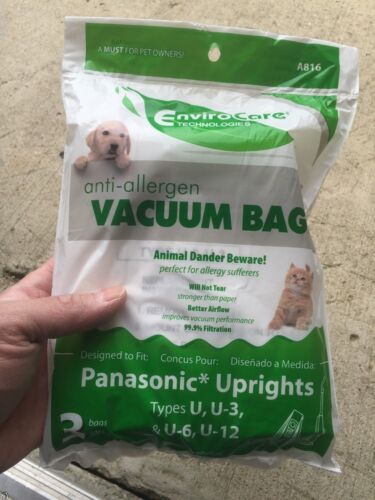 A MUST FOR PET OWNERS!
A816
EnviroCare®
TECHNOLOGIES
anti-allergen
VACUUM BAG
Animal Dander Beware!
perfect for allergy sufferers
Will Not Tear
stronger than paper
Better Airflow
improves vacuum performance
99.9% Filtration
Designed to Fit: Concus Pour: Diseñado a Medida:
Panasonic* Uprights
Types U, U-3,
& U-6, U-12
3 bags